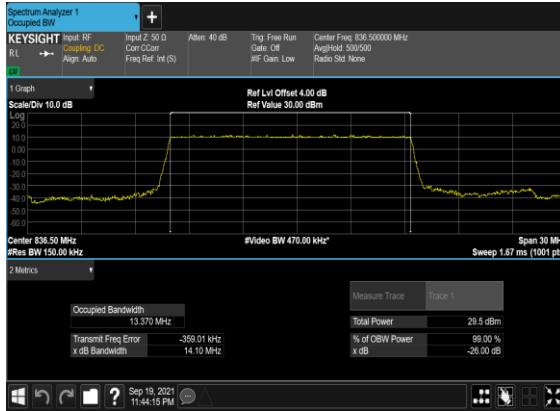 Spectrum Analyzer 1
Occupied BW
+
KEYSIGHT Input: RF Input Z: 50 Ω Atten: 40 dB Trig: Free Run Center Freq: 836.500000 MHz
RL Coupling: DC Corr CCorr Gate: Off Avg|Hold: 500/500
Align: Auto Freq Ref: Int (S) #IF Gain: Low Radio Std: None
LV
1 Graph
Ref Lvl Offset 4.00 dB
Scale/Div 10.0 dB Ref Value 30.00 dBm
Log
20.0
10.0
0.00
-10.0
-20.0
-30.0
-40.0
-50.0
-60.0
Center 836.50 MHz #Video BW 470.00 kHz* Span 30 MH
#Res BW 150.00 kHz Sweep 1.67 ms (1001 pt
2 Metrics
Measure Trace Trace 1
Occupied Bandwidth
13.370 MHz Total Power 29.5 dBm
Transmit Freq Error -359.01 kHz % of OBW Power 99.00 %
x dB Bandwidth 14.10 MHz x dB -26.00 dB
? Sep 19, 2021
11:44:15 PM